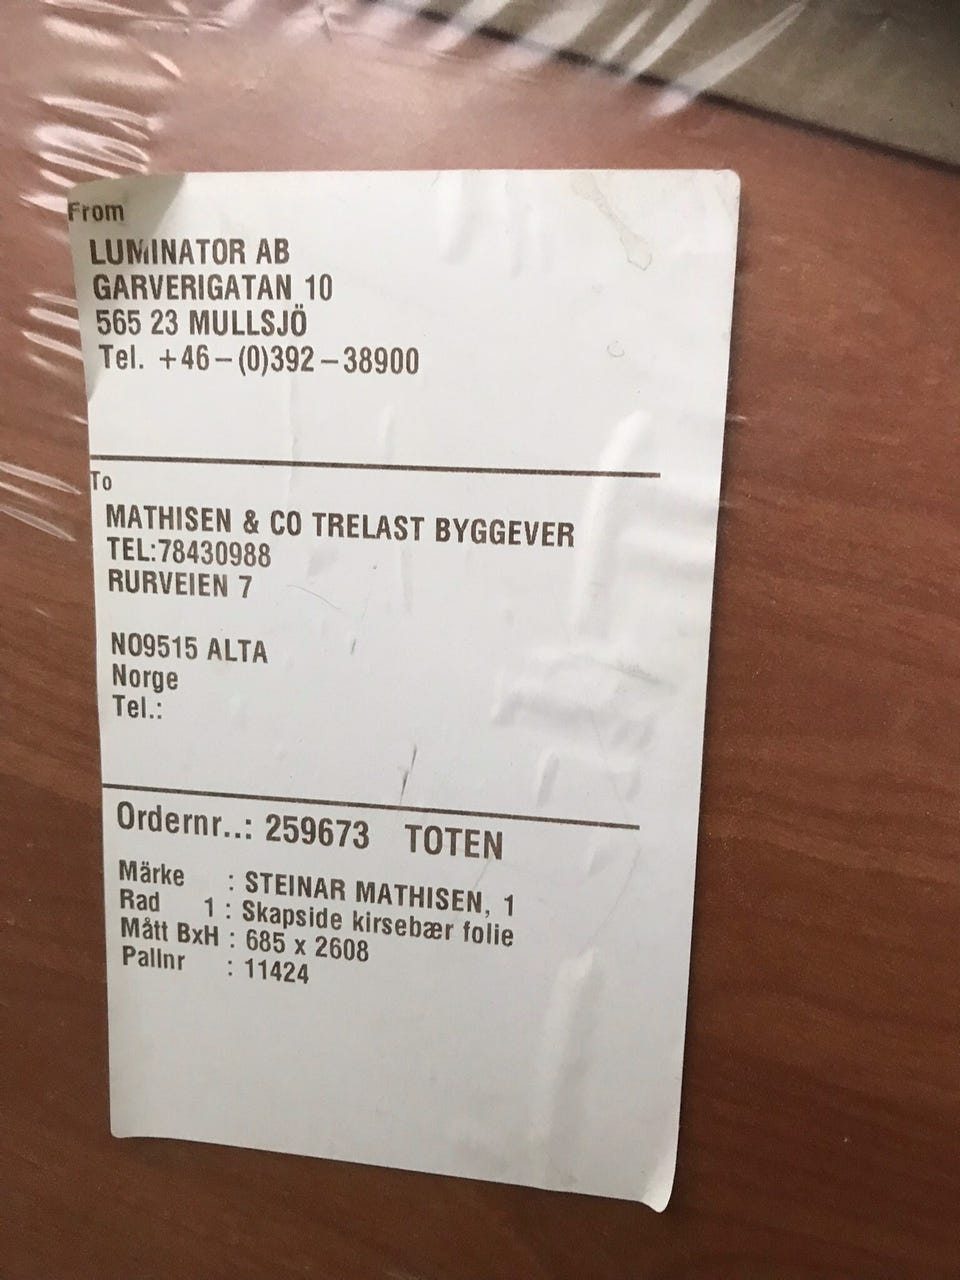 From
LUMINATOR AB
GARVERIGATAN 10
565 23 MULLSJÖ
Tel. +46-(0)392-38900
To
MATHISEN & CO TRELAST BYGGEVER
TEL:78430988
RURVEIEN 7
NO9515 ALTA
Norge
Tel.:
Ordernr..: 259673 TOTEN
Märke : STEINAR MATHISEN, 1
Rad 1 : Skapside kirsebær folie
Mått BxH : 685 x 2608
Pallnr : 11424